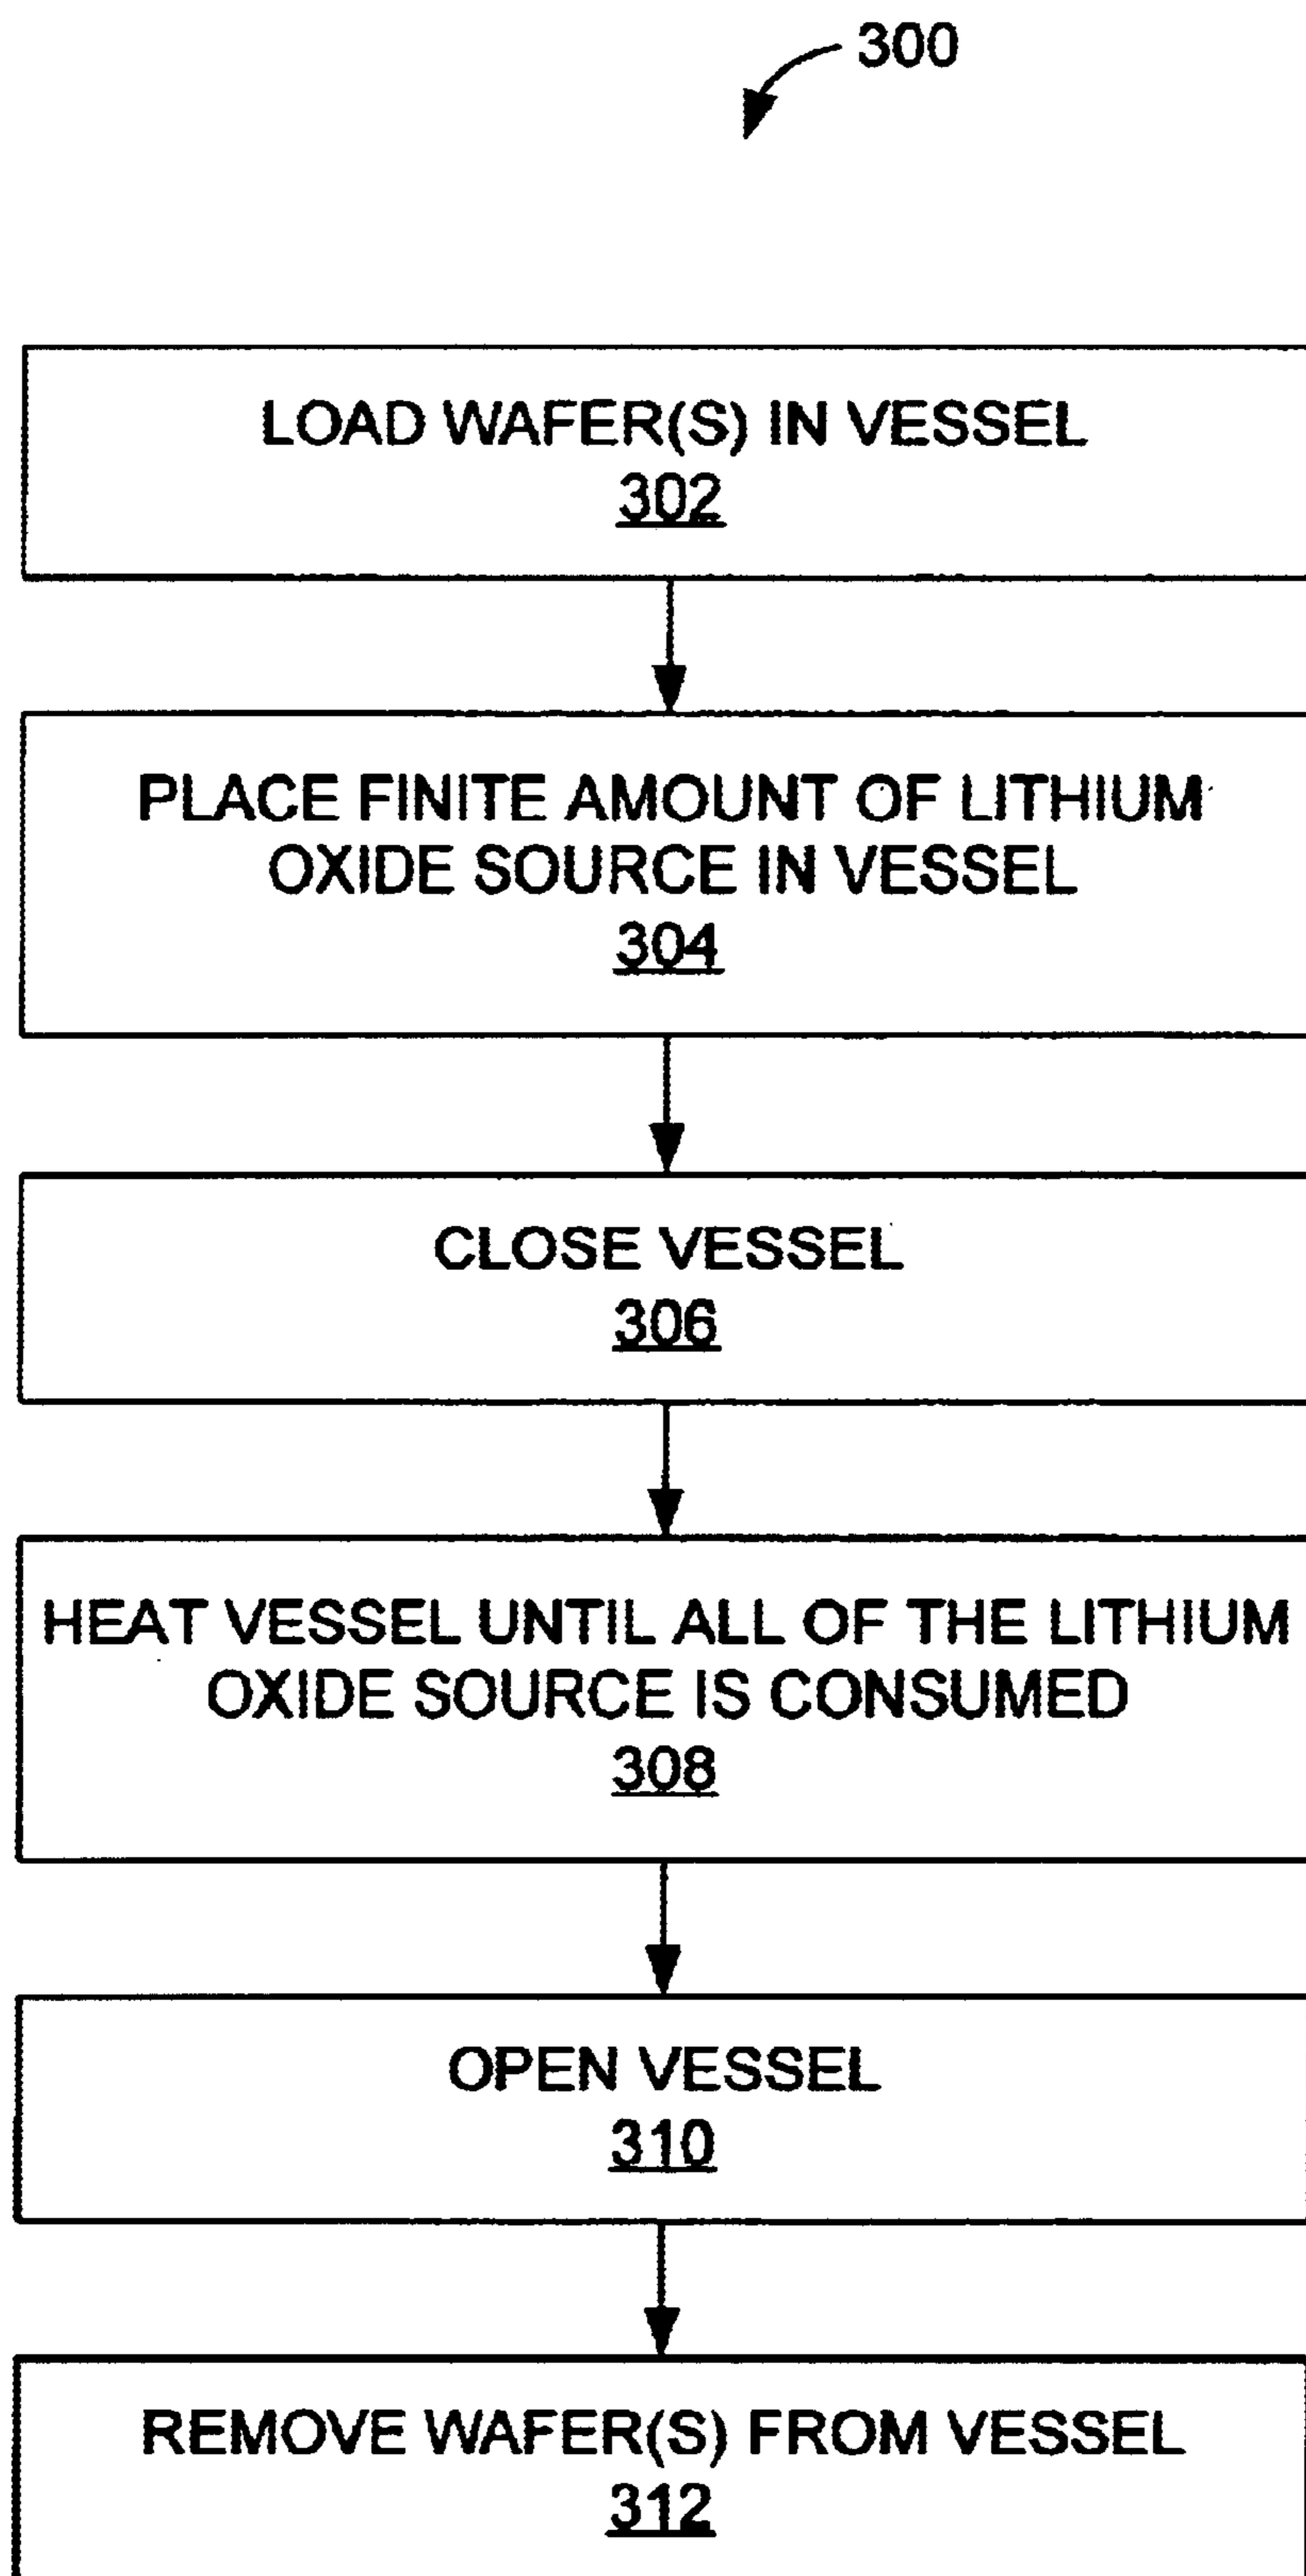 300
LOAD WAFER(S) IN VESSEL
302
PLACE FINITE AMOUNT OF LITHIUM
OXIDE SOURCE IN VESSEL
304
CLOSE VESSEL
306
HEAT VESSEL UNTIL ALL OF THE LITHIUM
OXIDE SOURCE IS CONSUMED
308
OPEN VESSEL
310
REMOVE WAFER(S) FROM VESSEL
312